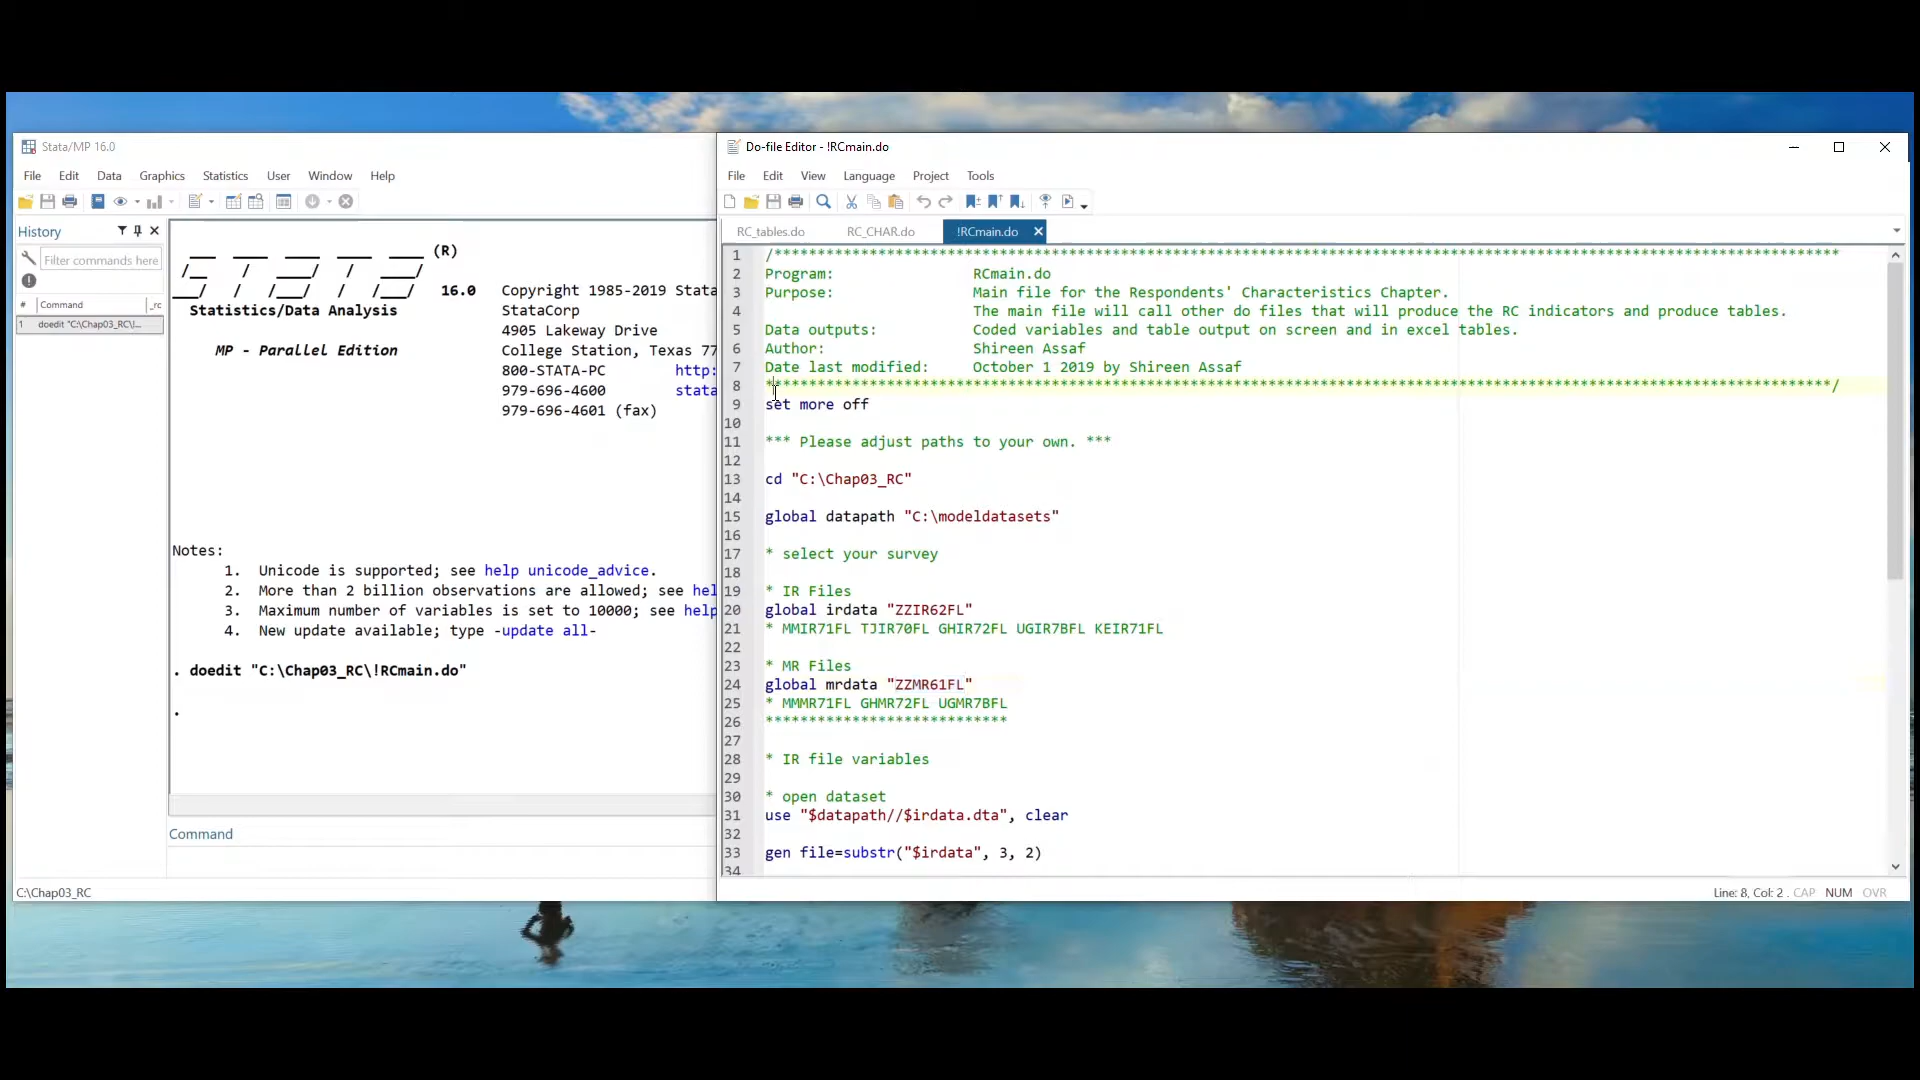 Stata/MP 16.0
File Edit Data Graphics Statistics User Window Help
History
Filter commands here
# Command _rc
1 doedit "C:\Chap03_RC\!...
(R)
16.0 Copyright 1985-2019 Stata
Statistics/Data Analysis StataCorp
4905 Lakeway Drive
MP - Parallel Edition College Station, Texas 77
800-STATA-PC http:
979-696-4600 stata
979-696-4601 (fax)
Notes:
1. Unicode is supported; see help unicode_advice.
2. More than 2 billion observations are allowed; see hel
3. Maximum number of variables is set to 10000; see help
4. New update available; type -update all-
. doedit "C:\Chap03_RC\!RCmain.do"
.
Command
C:\Chap03_RC
Do-file Editor - !RCmain.do
File Edit View Language Project Tools
RC_tables.do RC_CHAR.do !RCmain.do
1 /***************************************************************************************************************************
2 Program: RCmain.do
3 Purpose: Main file for the Respondents' Characteristics Chapter.
4 The main file will call other do files that will produce the RC indicators and produce tables.
5 Data outputs: Coded variables and table output on screen and in excel tables.
6 Author: Shireen Assaf
7 Date last modified: October 1 2019 by Shireen Assaf
8 ***************************************************************************************************************************/
9 set more off
10
11 *** Please adjust paths to your own. ***
12
13 cd "C:\Chap03_RC"
14
15 global datapath "C:\modeldatasets"
16
17 * select your survey
18
19 * IR Files
20 global irdata "ZZIR62FL"
21 * MMIR71FL TJIR70FL GHIR72FL UGIR7BFL KEIR71FL
22
23 * MR Files
24 global mrdata "ZZMR61FL"
25 * MMMR71FL GHMR72FL UGMR7BFL
26 ****************************
27
28 * IR file variables
29
30 * open dataset
31 use "$datapath//$irdata.dta", clear
32
33 gen file=substr("$irdata", 3, 2)
34
Line: 8, Col: 2 . CAP NUM OVR